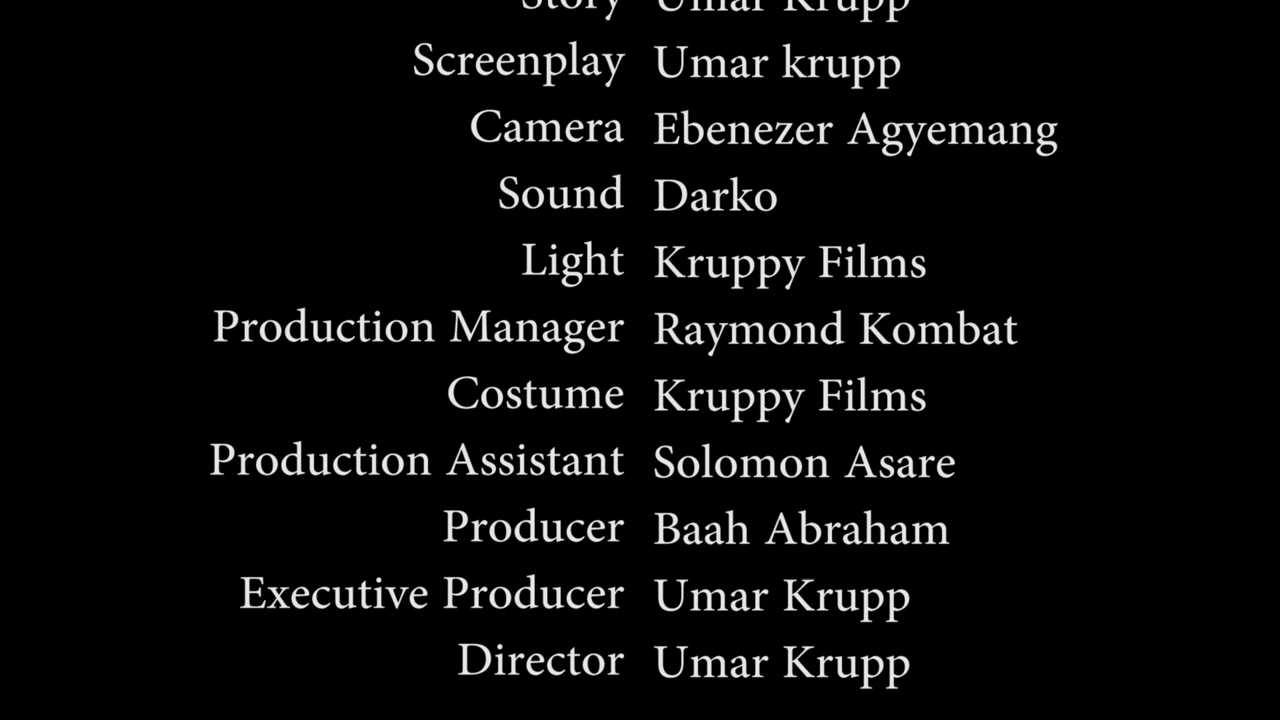 Story Umar Krupp
Screenplay Umar krupp
Camera Ebenezer Agyemang
Sound Darko
Light Kruppy Films
Production Manager Raymond Kombat
Costume Kruppy Films
Production Assistant Solomon Asare
Producer Baah Abraham
Executive Producer Umar Krupp
Director Umar Krupp